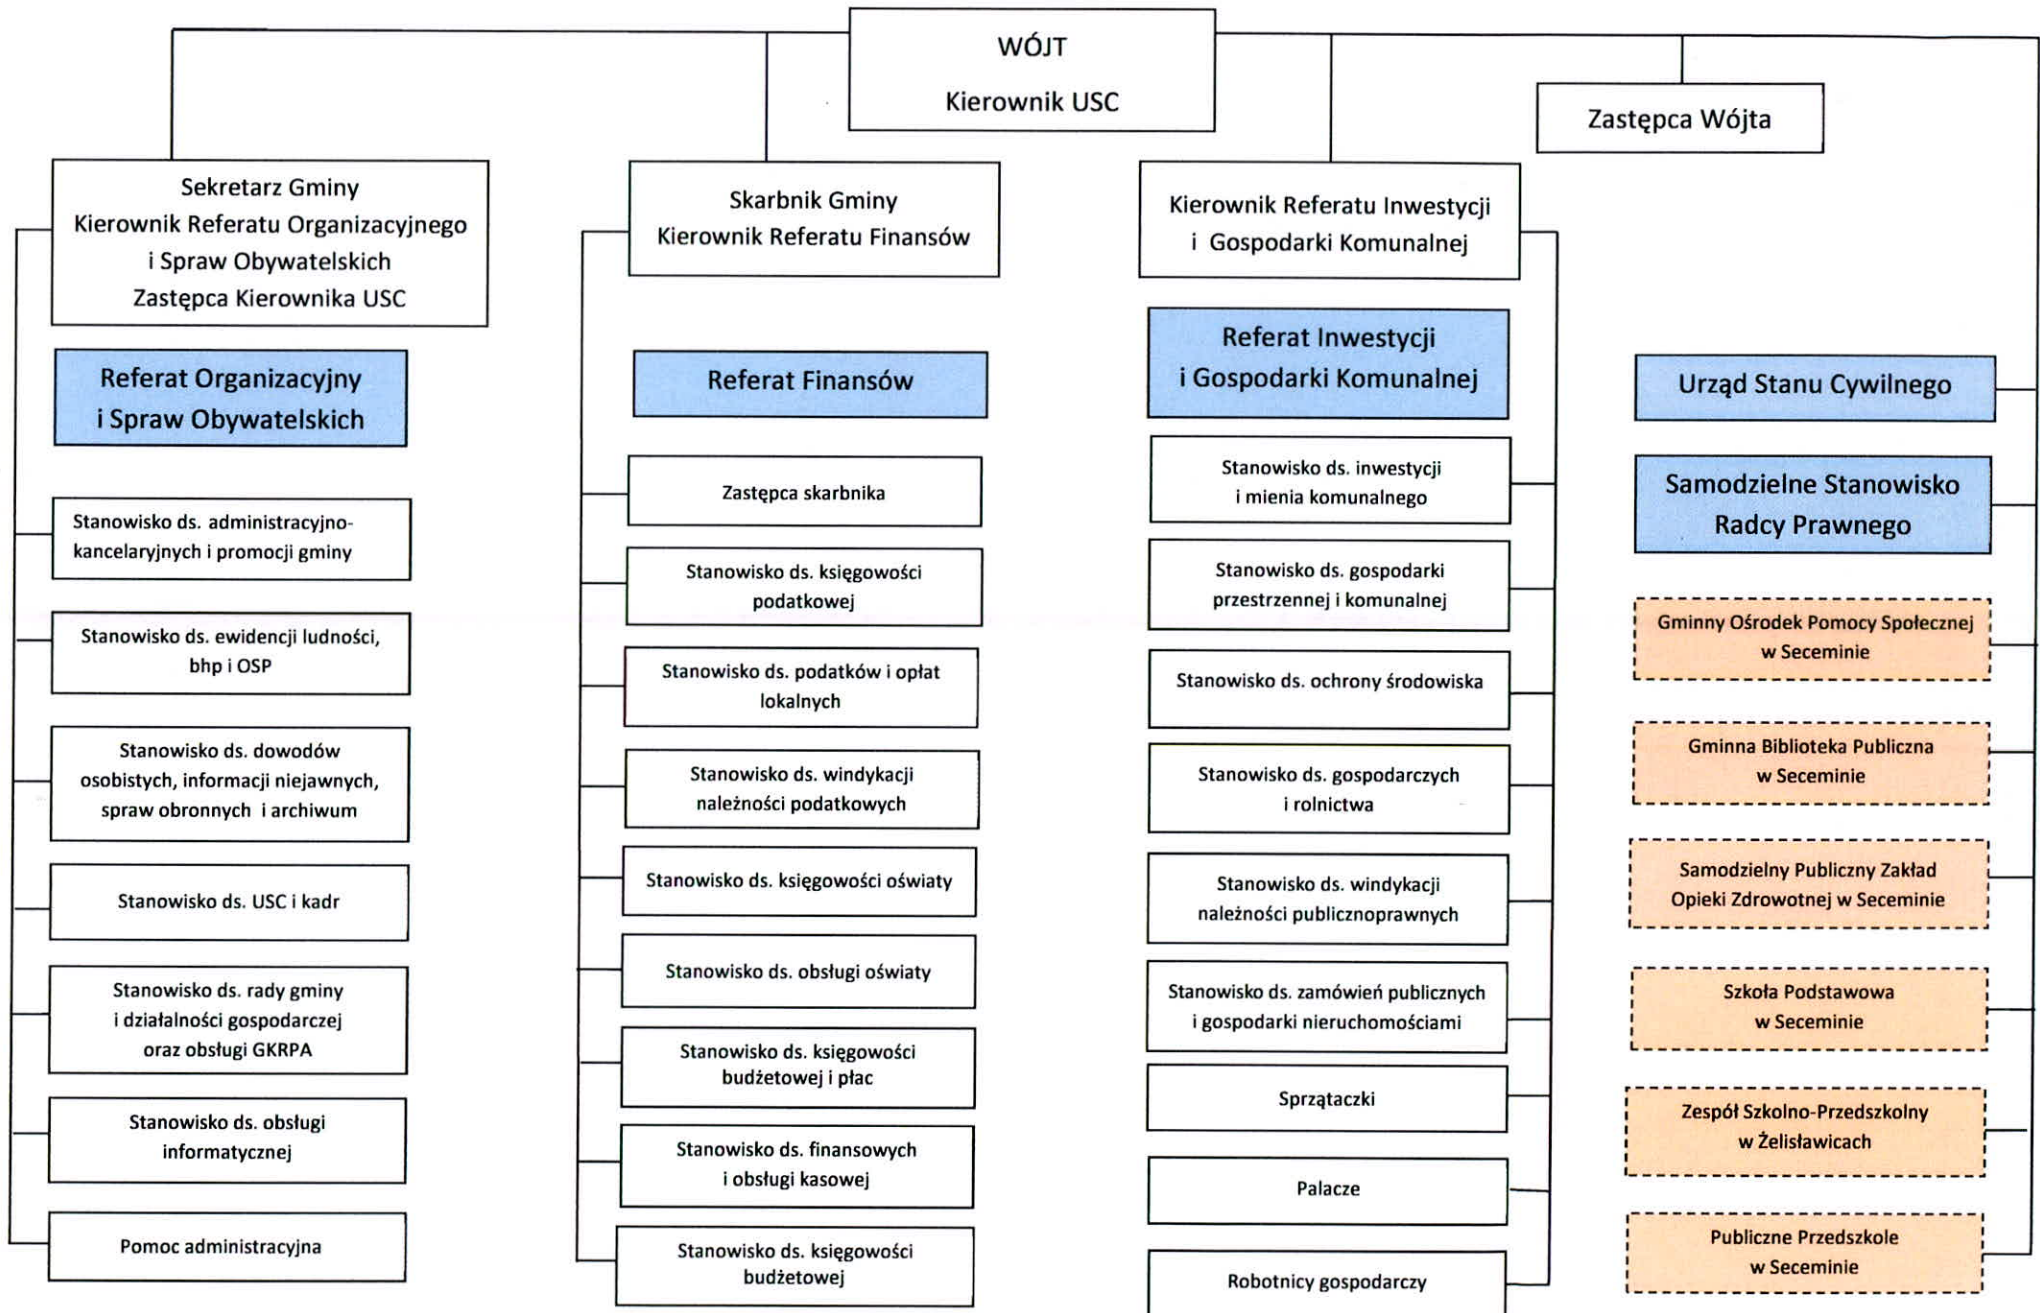 WÓJT
Kierownik USC
Zastępca Wójta
Sekretarz Gminy
Kierownik Referatu Organizacyjnego
i Spraw Obywatelskich
Zastępca Kierownika USC
Referat Organizacyjny
i Spraw Obywatelskich
Stanowisko ds. administracyjno-
kancelaryjnych i promocji gminy
Stanowisko ds. ewidencji ludności,
bhp i OSP
Stanowisko ds. dowodów
osobistych, informacji niejawnych,
spraw obronnych i archiwum
Stanowisko ds. USC i kadr
Stanowisko ds. rady gminy
i działalności gospodarczej
oraz obsługi GKRPA
Stanowisko ds. obsługi
informatycznej
Pomoc administracyjna
Skarbnik Gminy
Kierownik Referatu Finansów
Referat Finansów
Zastępca skarbnika
Stanowisko ds. księgowości
podatkowej
Stanowisko ds. podatków i opłat
lokalnych
Stanowisko ds. windykacji
należności podatkowych
Stanowisko ds. księgowości oświaty
Stanowisko ds. obsługi oświaty
Stanowisko ds. księgowości
budżetowej i płac
Stanowisko ds. finansowych
i obsługi kasowej
Stanowisko ds. księgowości
budżetowej
Kierownik Referatu Inwestycji
i Gospodarki Komunalnej
Referat Inwestycji
i Gospodarki Komunalnej
Stanowisko ds. inwestycji
i mienia komunalnego
Stanowisko ds. gospodarki
przestrzennej i komunalnej
Stanowisko ds. ochrony środowiska
Stanowisko ds. gospodarczych
i rolnictwa
Stanowisko ds. windykacji
należności publicznoprawnych
Stanowisko ds. zamówień publicznych
i gospodarki nieruchomościami
Sprzątaczki
Palacze
Robotnicy gospodarczy
Urząd Stanu Cywilnego
Samodzielne Stanowisko
Radcy Prawnego
Gminny Ośrodek Pomocy Społecznej
w Seceminie
Gminna Biblioteka Publiczna
w Seceminie
Samodzielny Publiczny Zakład
Opieki Zdrowotnej w Seceminie
Szkoła Podstawowa
w Seceminie
Zespół Szkolno-Przedszkolny
w Żelisławicach
Publiczne Przedszkole
w Seceminie